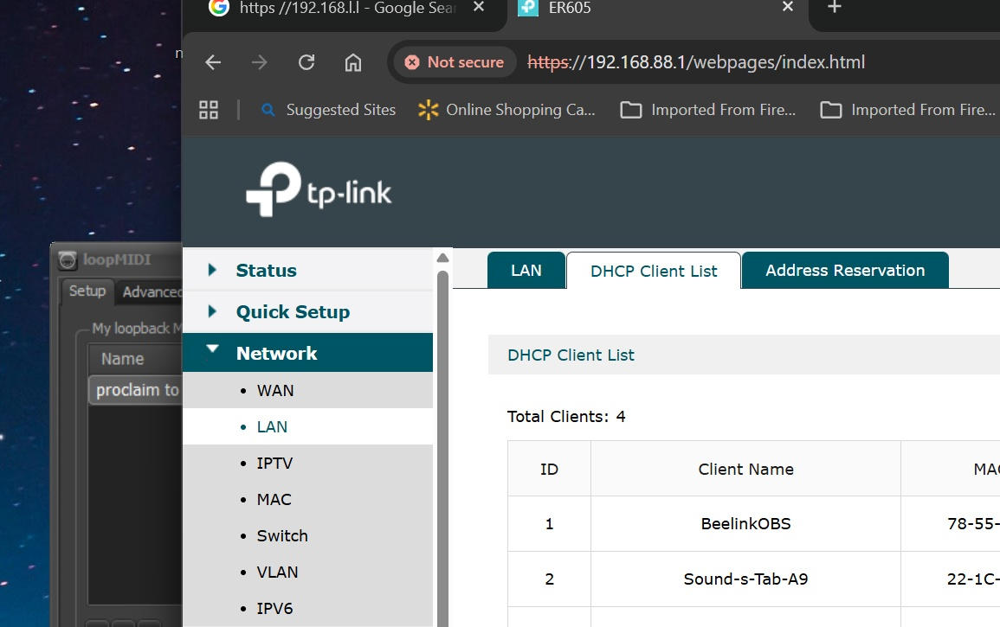 https //192.168.l.l - Google Sear
ER605
n
Not secure
https://192.168.88.1/webpages/index.html
Suggested Sites
Online Shopping Ca...
Imported From Fire...
Imported From Fire...
tp-link
loopMIDI
Setup
Advanced
My loopback M
Name
proclaim to
Status
Quick Setup
Network
WAN
LAN
IPTV
MAC
Switch
VLAN
IPV6
LAN
DHCP Client List
Address Reservation
DHCP Client List
Total Clients: 4
ID
Client Name
MAC
1
BeelinkOBS
78-55-
2
Sound-s-Tab-A9
22-1C-